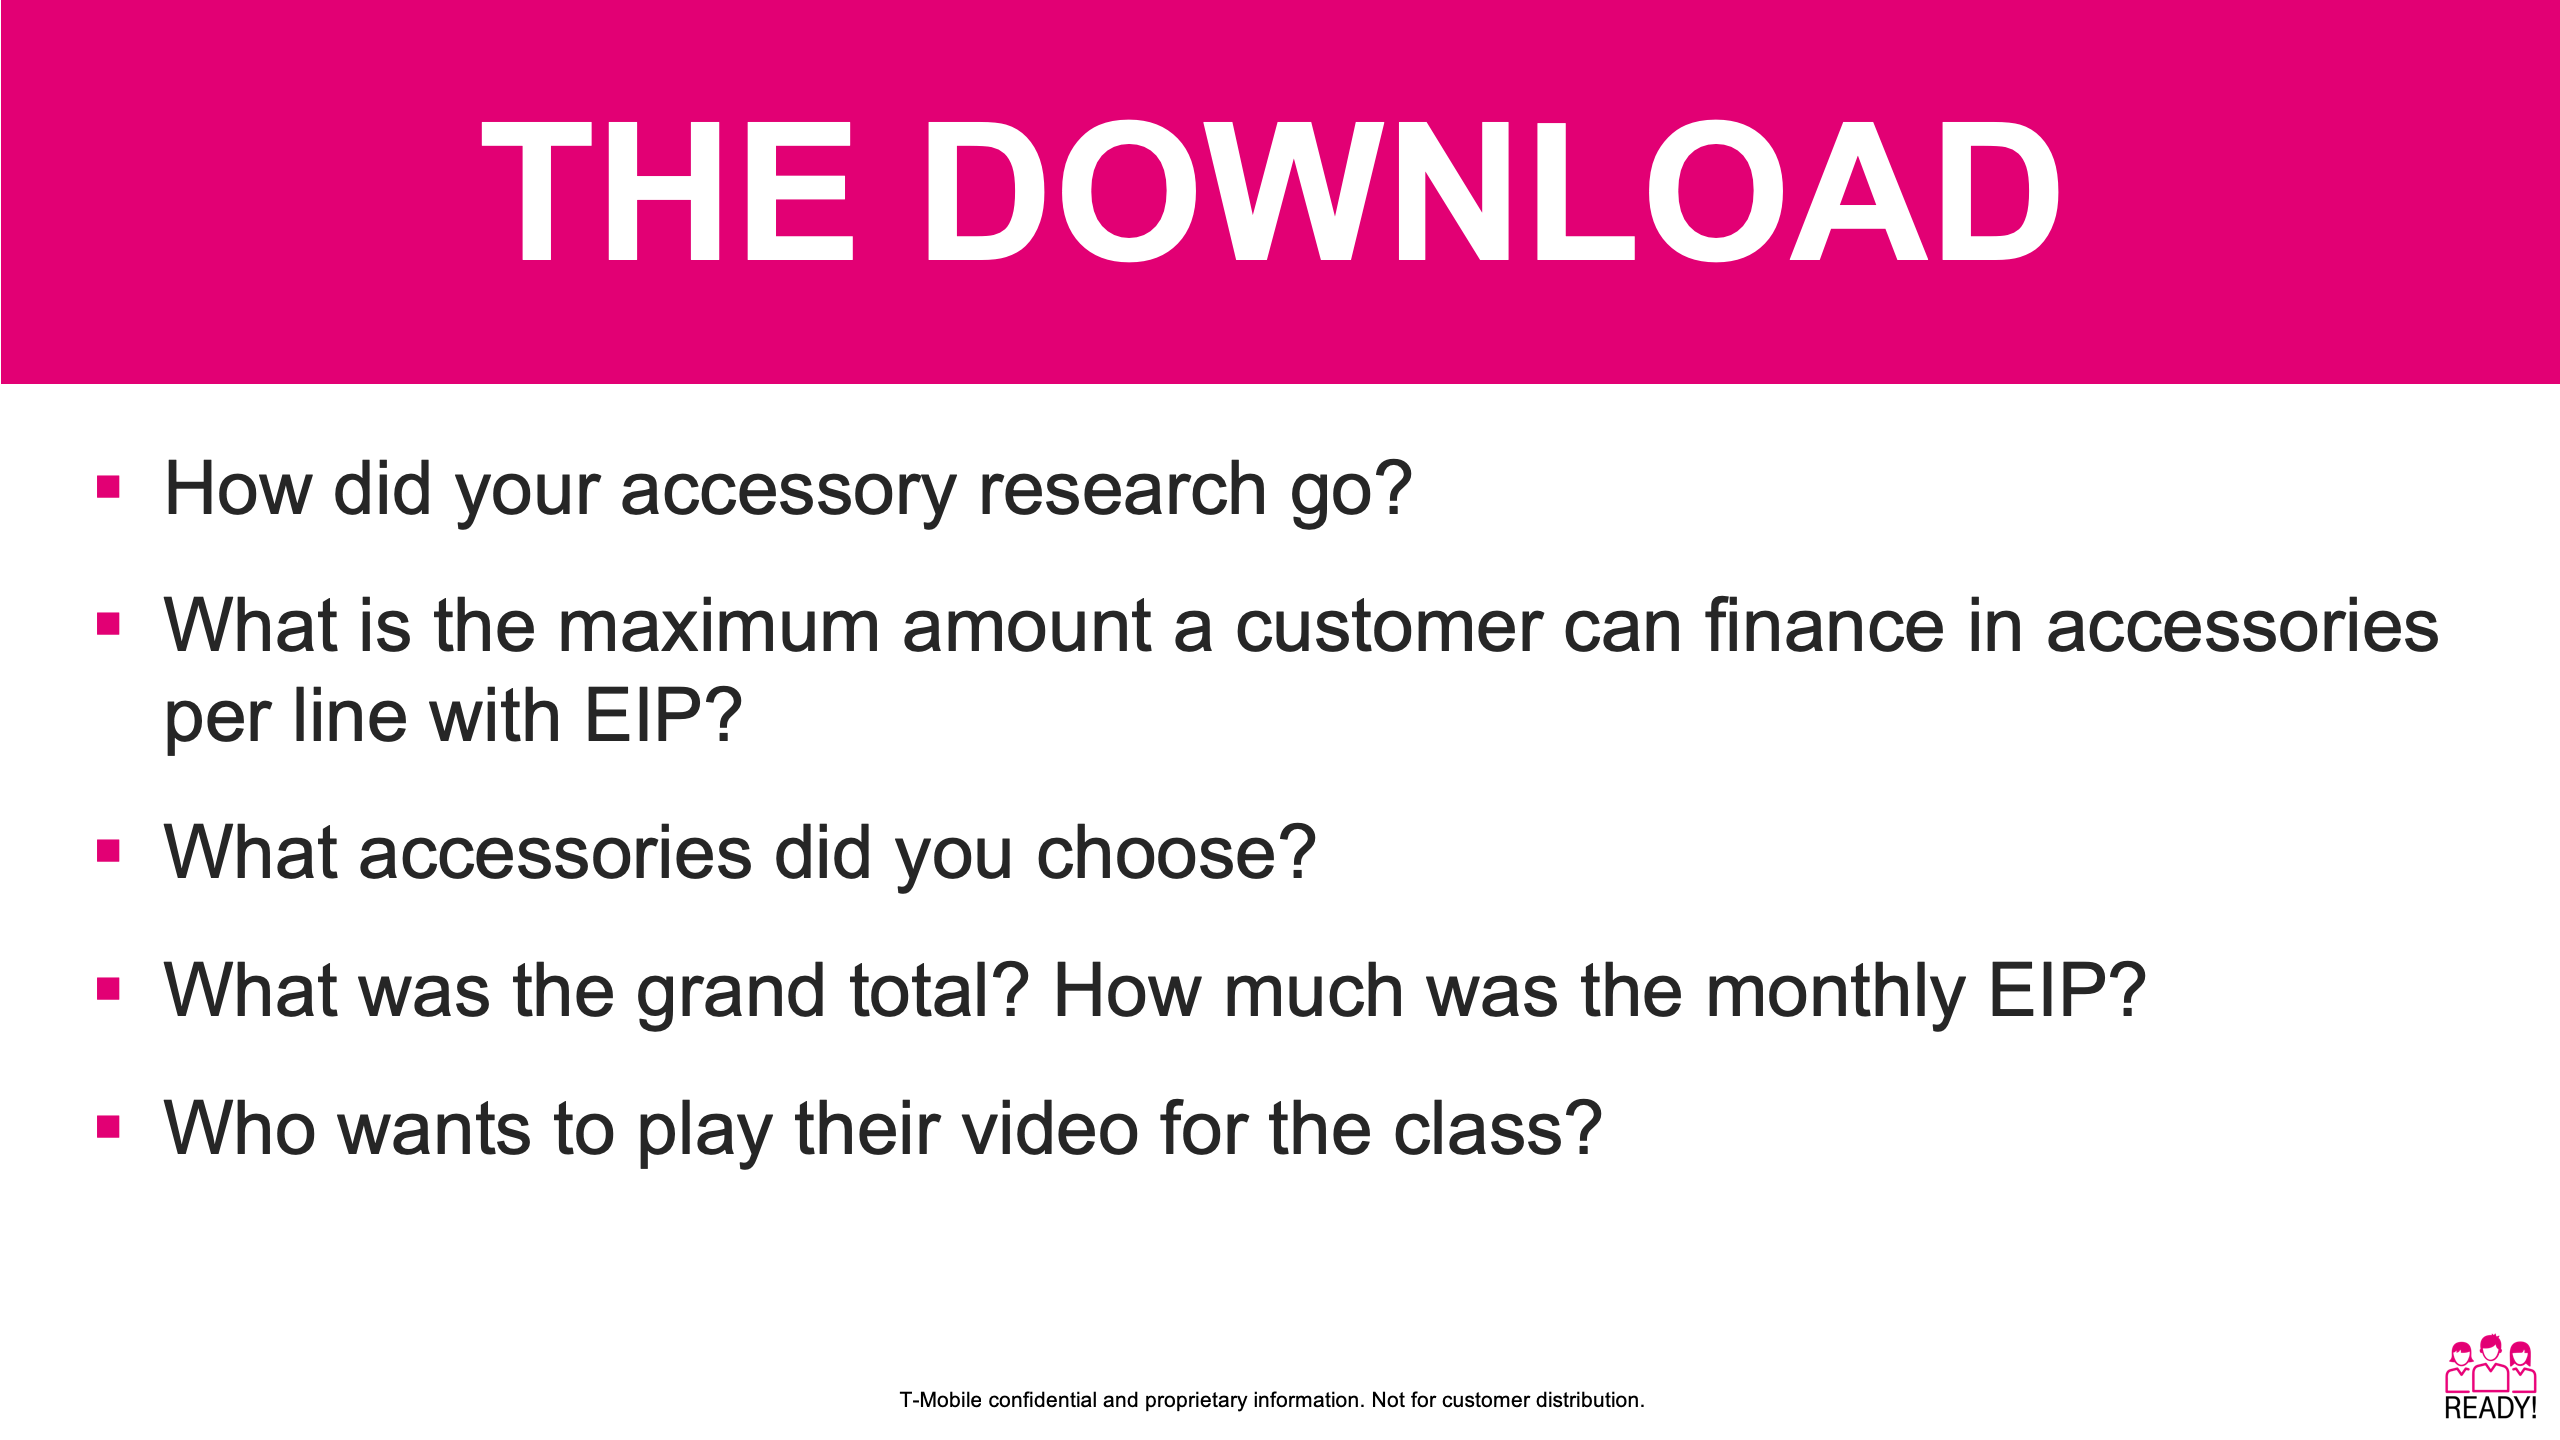 THE DOWNLOAD
▪ How did your accessory research go?
▪ What is the maximum amount a customer can finance in accessories
per line with EIP?
▪ What accessories did you choose?
▪ What was the grand total? How much was the monthly EIP?
▪ Who wants to play their video for the class?
T-Mobile confidential and proprietary information. Not for customer distribution.
READY!